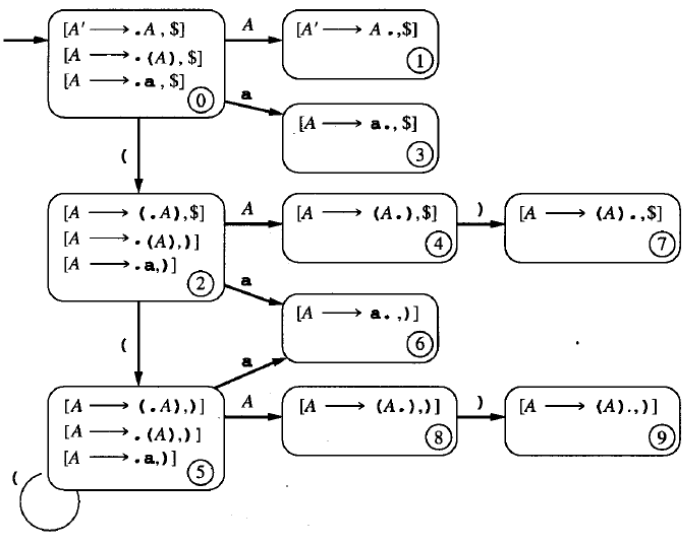 [A′ ⟶ .A, $]
[A ⟶ .(A), $]
[A ⟶ .a, $]
0
A
[A′ ⟶ A., $]
1
a
[A ⟶ a., $]
3
(
[A ⟶ (.A), $]
[A ⟶ .(A), )]
[A ⟶ .a, )]
2
A
[A ⟶ (A.), $]
4
)
[A ⟶ (A)., $]
7
a
[A ⟶ a., )]
6
(
a
[A ⟶ (.A), )]
[A ⟶ .(A), )]
[A ⟶ .a, )]
5
A
[A ⟶ (A.), )]
8
)
[A ⟶ (A)., )]
9
(